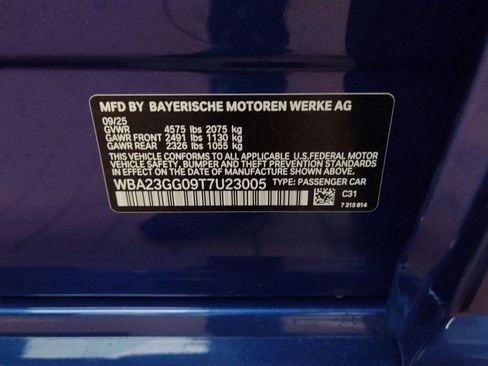 MFD BY BAYERISCHE MOTOREN WERKE AG
09/25
GVWR 4575 lbs 2075 kg
GAWR FRONT 2491 lbs 1130 kg
GAWR REAR 2326 lbs 1055 kg
THIS VEHICLE CONFORMS TO ALL APPLICABLE U.S.FEDERAL MOTOR
VEHICLE SAFETY, BUMPER, AND THEFT PREVENTION STANDARDS
IN EFFECT ON THE DATE OF MANUFACTURE SHOWN ABOVE.
WBA23GG09T7U23005 TYPE: PASSENGER CAR
C31
7 315 814